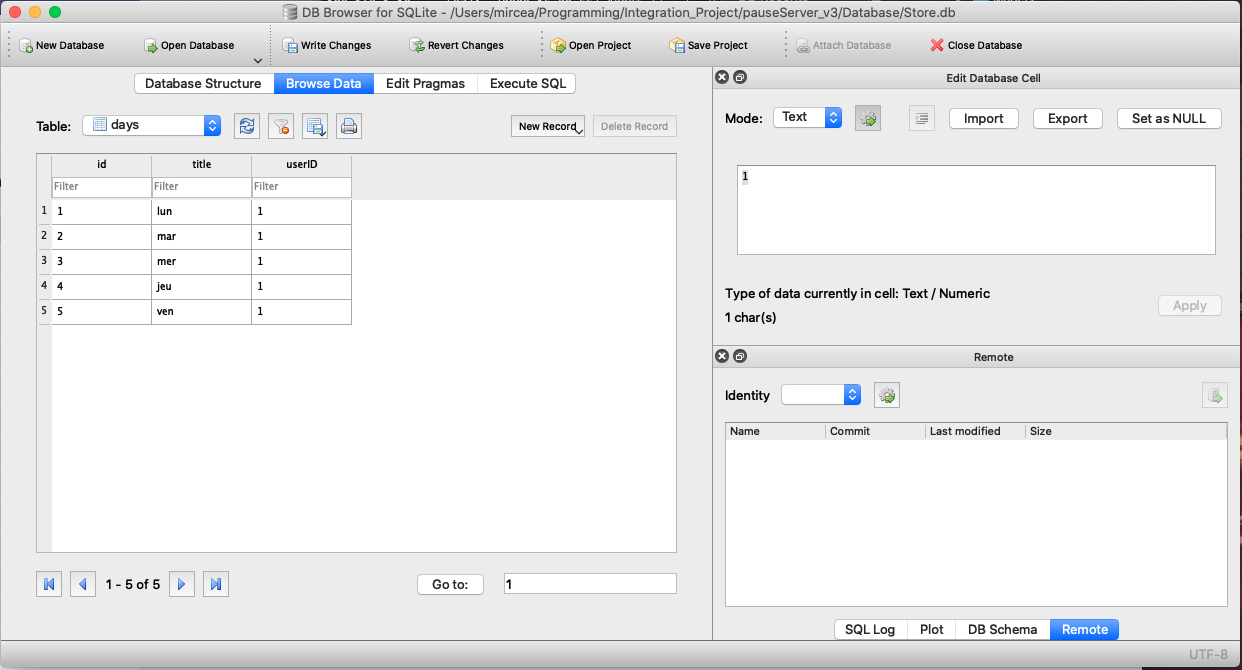 DB Browser for SQLite - /Users/mircea/Programming/Integration_Project/pauseServer_v3/Database/Store.db
New Database Open Database Write Changes Revert Changes Open Project Save Project Attach Database Close Database
Database Structure Browse Data Edit Pragmas Execute SQL
Table: days New Record Delete Record
id title userID
Filter Filter Filter
1 1 lun 1
2 2 mar 1
3 3 mer 1
4 4 jeu 1
5 5 ven 1
1 - 5 of 5 Go to: 1
Edit Database Cell
Mode: Text Import Export Set as NULL
1
Type of data currently in cell: Text / Numeric
1 char(s)
Apply
Remote
Identity
Name Commit Last modified Size
SQL Log Plot DB Schema Remote
UTF-8